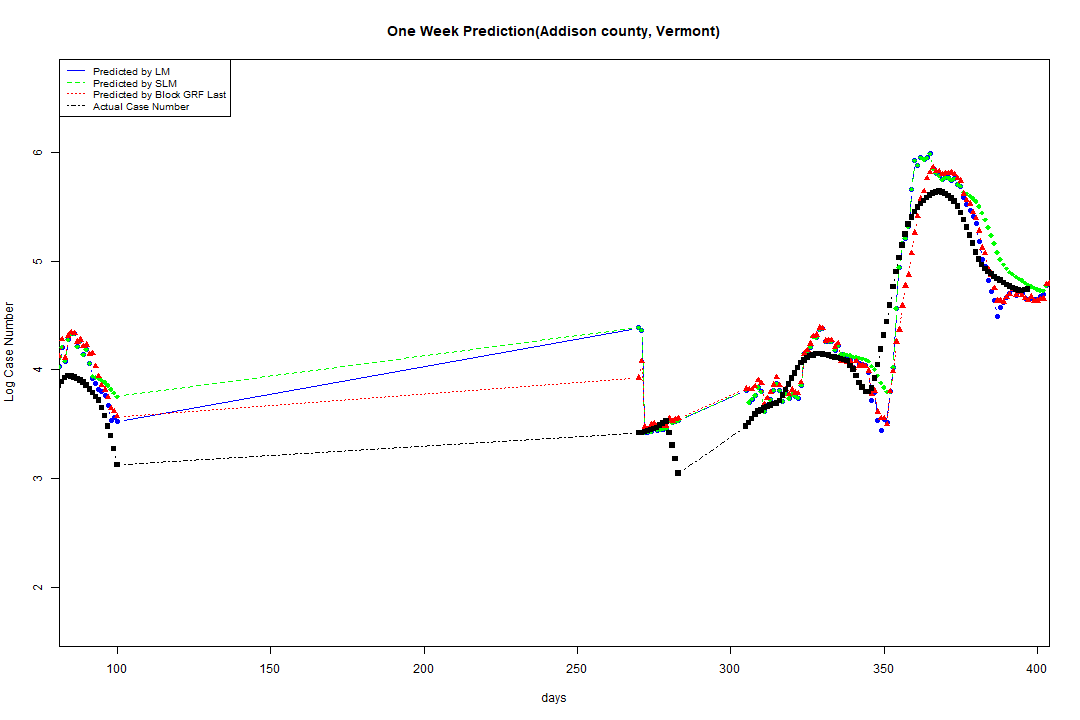 One Week Prediction(Addison county, Vermont)
Predicted by LM
Predicted by SLM
Predicted by Block GRF Last
Actual Case Number
Log Case Number
6
5
4
3
2
100 150 200 250 300 350 400
days